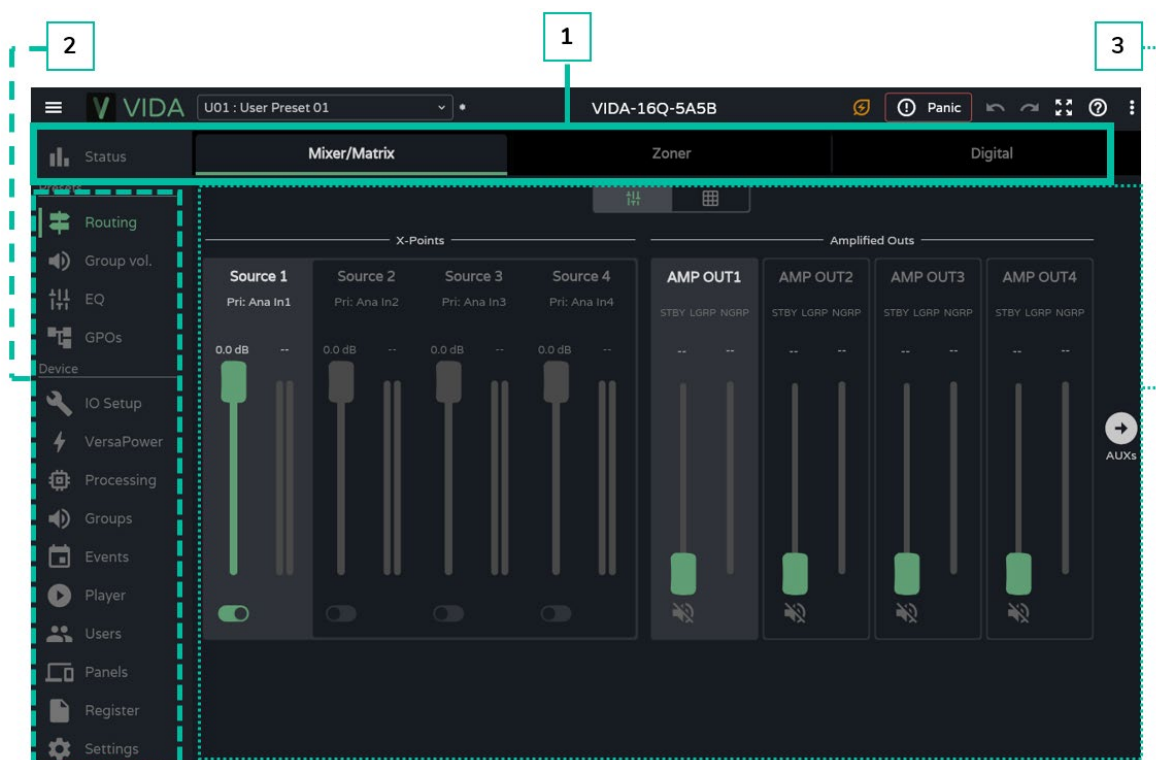 2
1
3
VIDA
U01 : User Preset 01
VIDA-16Q-5A5B
Panic
Status
Mixer/Matrix
Zoner
Digital
Presets
Routing
Group vol.
EQ
GPOs
Device
IO Setup
VersaPower
Processing
Groups
Events
Player
Users
Panels
Register
Settings
X-Points
Amplified Outs
Source 1
Source 2
Source 3
Source 4
Pri: Ana In1
Pri: Ana In2
Pri: Ana In3
Pri: Ana In4
0.0 dB -- 0.0 dB -- 0.0 dB -- 0.0 dB --
AMP OUT1
AMP OUT2
AMP OUT3
AMP OUT4
STBY LGRP NGRP
STBY LGRP NGRP
STBY LGRP NGRP
STBY LGRP NGRP
-- -- -- -- -- -- -- --
AUXs